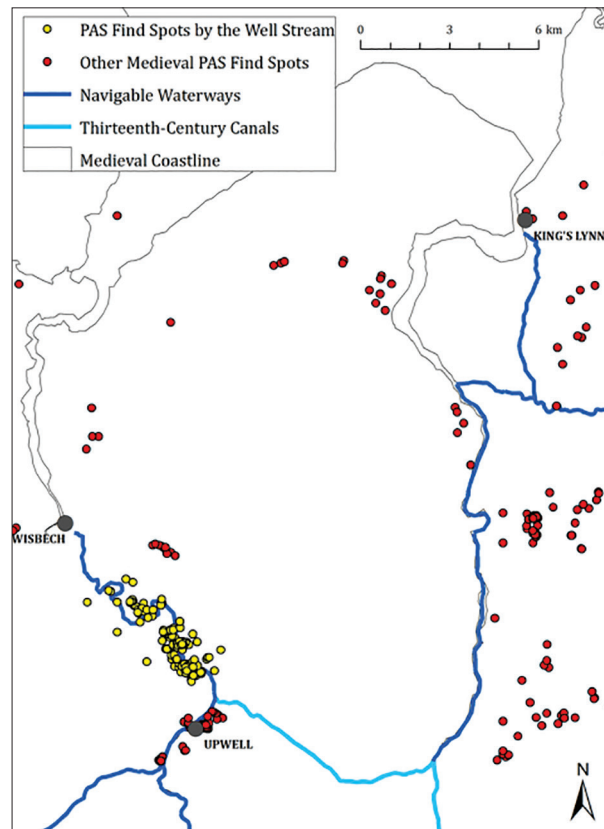 PAS Find Spots by the Well Stream
Other Medieval PAS Find Spots
Navigable Waterways
Thirteenth-Century Canals
Medieval Coastline
0 3 6 km
KING'S LYNN
WISBECH
UPWELL
N